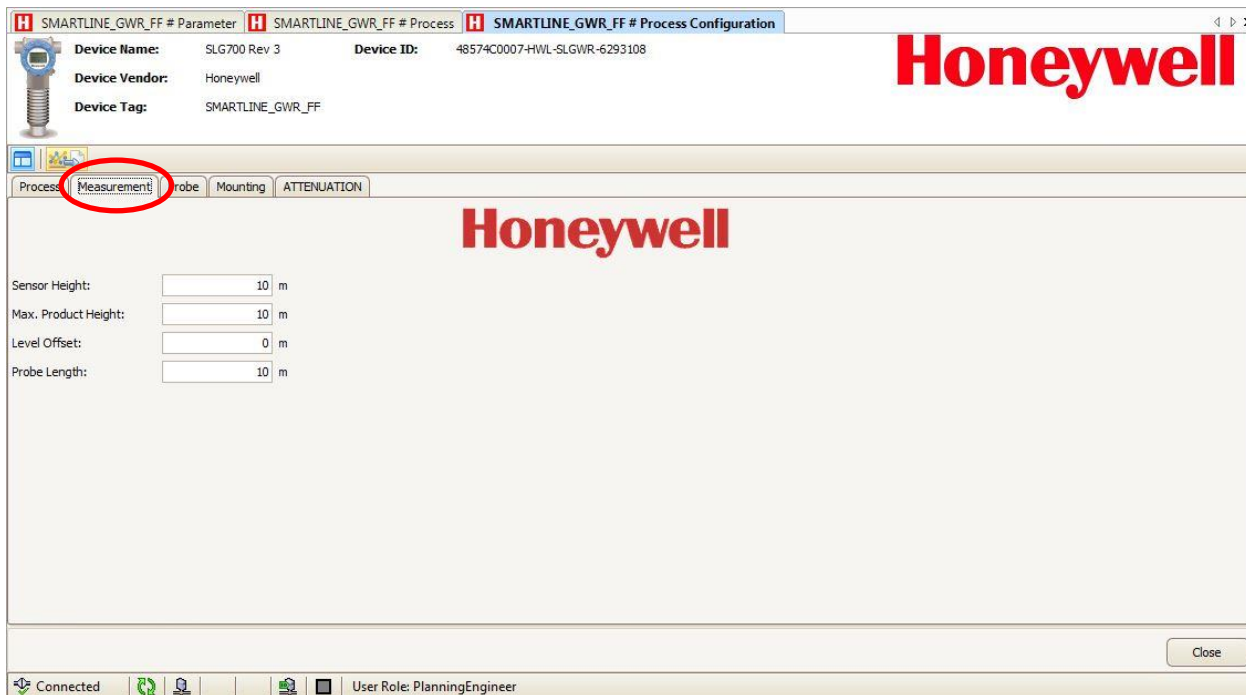 SMARTLINE_GWR_FF # Parameter SMARTLINE_GWR_FF # Process SMARTLINE_GWR_FF # Process Configuration
Device Name: SLG700 Rev 3 Device ID: 48574C0007-HWL-SLGWR-6293108
Honeywell
Device Vendor: Honeywell
Device Tag: SMARTLINE_GWR_FF
Process Measurement Probe Mounting ATTENUATION
Honeywell
Sensor Height: 10 m
Max. Product Height: 10 m
Level Offset: 0 m
Probe Length: 10 m
Close
Connected User Role: PlanningEngineer